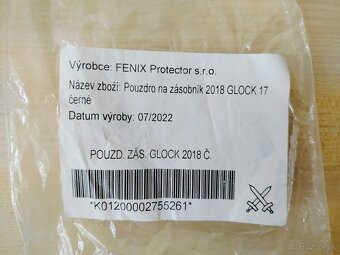 Výrobce: FENIX Protector s.r.o.
Název zboží: Pouzdro na zásobník 2018 GLOCK 17
černé
Datum výroby: 07/2022
POUZD. ZÁS. GLOCK 2018 Č.
*K01200002755261*